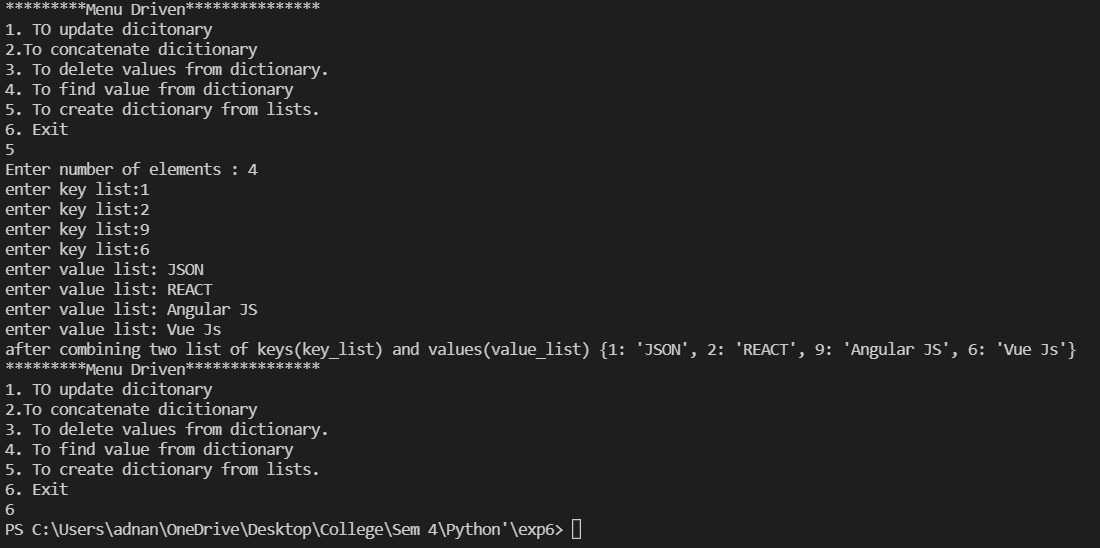 *********Menu Driven***************
1. TO update dicitonary
2.To concatenate dicitionary
3. To delete values from dictionary.
4. To find value from dictionary
5. To create dictionary from lists.
6. Exit
5
Enter number of elements : 4
enter key list:1
enter key list:2
enter key list:9
enter key list:6
enter value list: JSON
enter value list: REACT
enter value list: Angular JS
enter value list: Vue Js
after combining two list of keys(key_list) and values(value_list) {1: 'JSON', 2: 'REACT', 9: 'Angular JS', 6: 'Vue Js'}
*********Menu Driven***************
1. TO update dicitonary
2.To concatenate dicitionary
3. To delete values from dictionary.
4. To find value from dictionary
5. To create dictionary from lists.
6. Exit
6
PS C:\Users\adnan\OneDrive\Desktop\College\Sem 4\Python'\exp6>